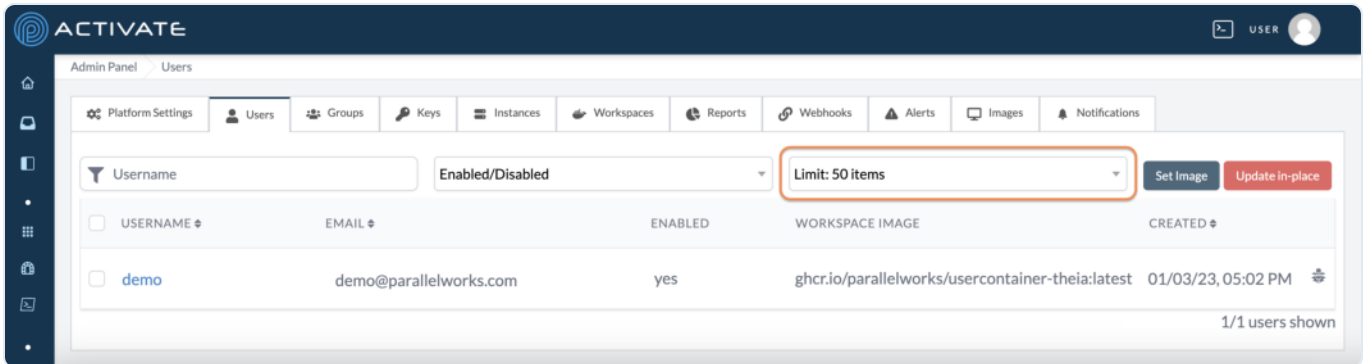 ACTIVATE
USER
Admin Panel Users
Platform Settings Users Groups Keys Instances Workspaces Reports Webhooks Alerts Images Notifications
Username Enabled/Disabled Limit: 50 items Set Image Update in-place
USERNAME EMAIL ENABLED WORKSPACE IMAGE CREATED
demo demo@parallelworks.com yes ghcr.io/parallelworks/usercontainer-theia:latest 01/03/23, 05:02 PM
1/1 users shown